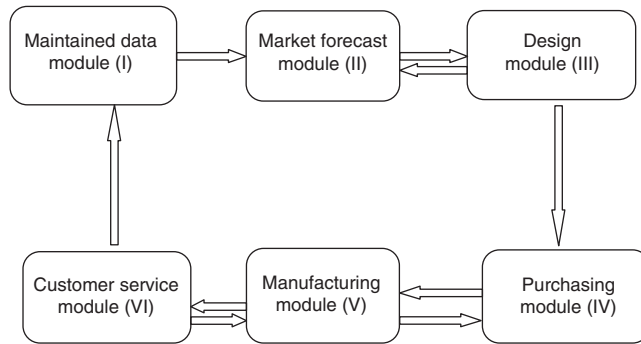 Maintained data
module (I)
Market forecast
module (II)
Design
module (III)
Customer service
module (VI)
Manufacturing
module (V)
Purchasing
module (IV)